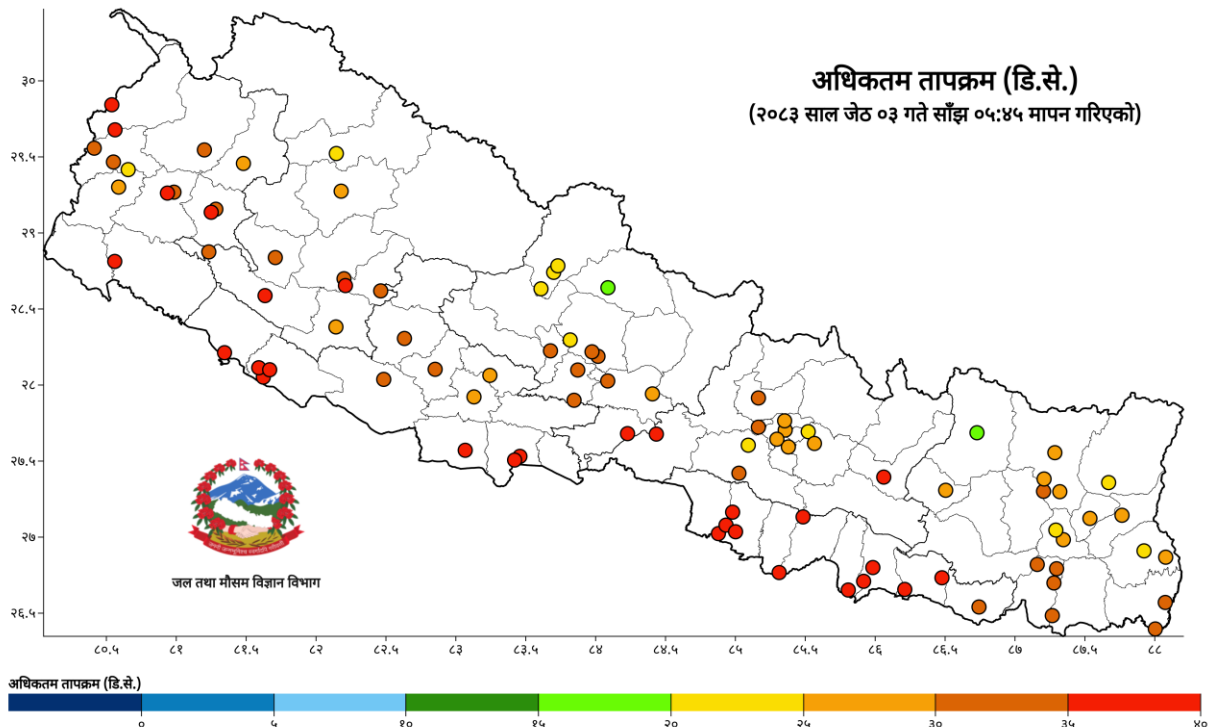 अधिकतम तापक्रम (डि.से.)
(२०८३ साल जेठ ०३ गते साँझ ०५:४५ मापन गरिएको)
३०
२९.५
२९
२८.५
२८
२७.५
२७
२६.५
जल तथा मौसम विज्ञान विभाग
८०.५ ८१ ८१.५ ८२ ८२.५ ८३ ८३.५ ८४ ८४.५ ८५ ८५.५ ८६ ८६.५ ८७ ८७.५ ८८
अधिकतम तापक्रम (डि.से.)
० ५ १० १५ २० २५ ३० ३५ ४०